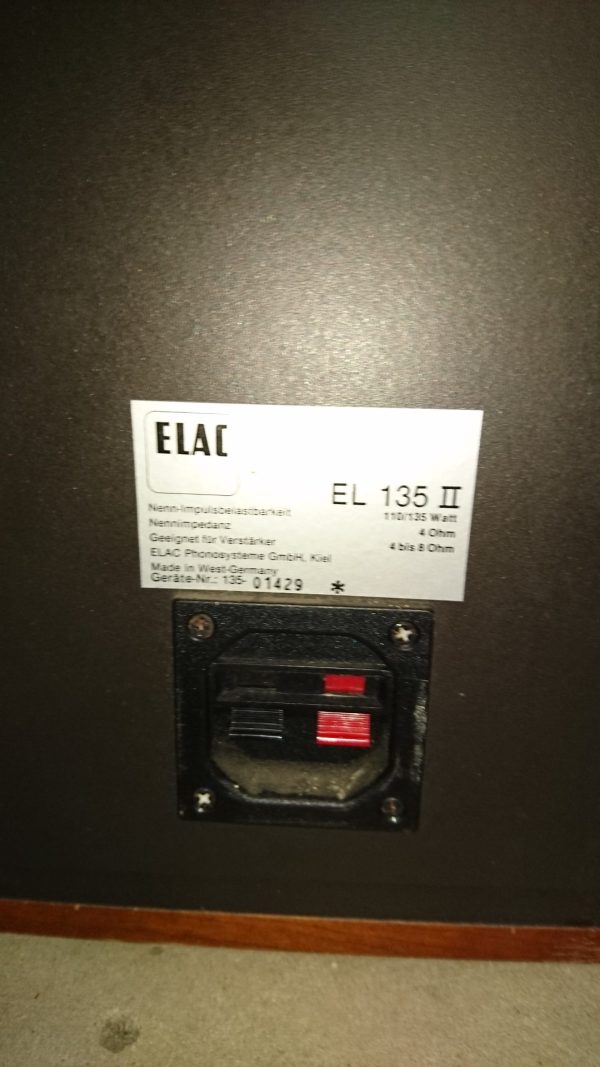 ELAC
EL 135 II
Nenn-Impulsbelastbarkeit 110/135 Watt
Nennimpedanz 4 Ohm
Geeignet für Verstärker 4 bis 8 Ohm
ELAC Phonosysteme GmbH, Kiel
Made in West-Germany
Geräte-Nr.: 135- 01429 *